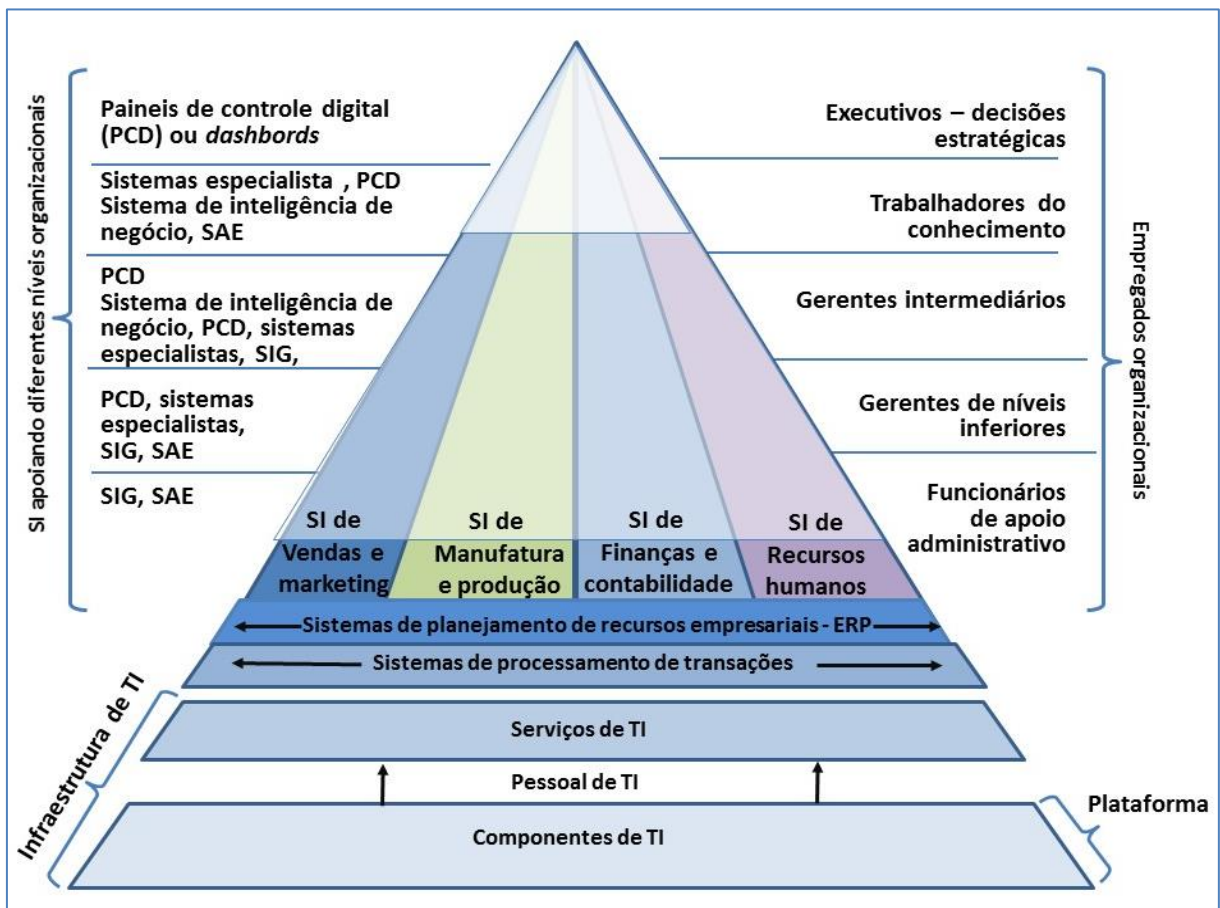 SI apoiando diferentes níveis organizacionais
Paineis de controle digital
(PCD) ou dashbords
Sistemas especialista , PCD
Sistema de inteligência de
negócio, SAE
PCD
Sistema de inteligência de
negócio, PCD, sistemas
especialistas, SIG,
PCD, sistemas
especialistas,
SIG, SAE
SIG, SAE
Executivos – decisões
estratégicas
Trabalhadores do
conhecimento
Gerentes intermediários
Gerentes de níveis
inferiores
Funcionários
de apoio
administrativo
Empregados organizacionais
SI de
Vendas e
marketing
SI de
Manufatura
e produção
SI de
Finanças e
contabilidade
SI de
Recursos
humanos
Sistemas de planejamento de recursos empresariais - ERP
Sistemas de processamento de transações
Infraestrutura de TI
Serviços de TI
Pessoal de TI
Componentes de TI
Plataforma